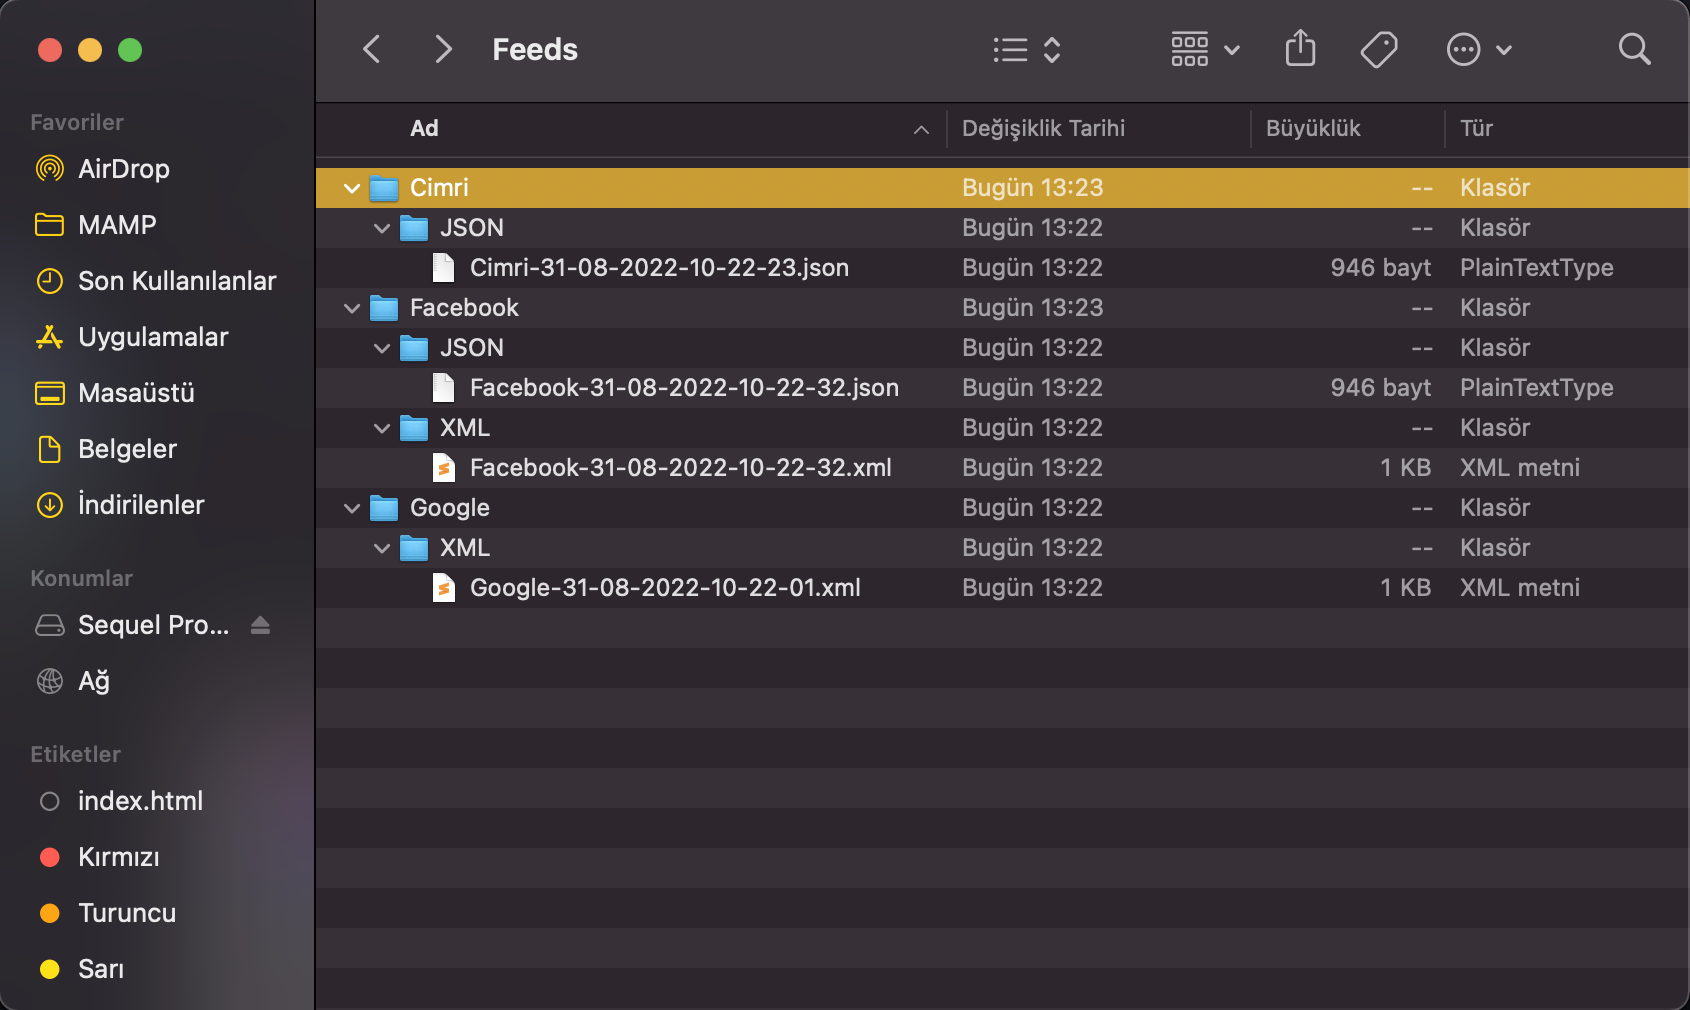 Feeds
Favoriler
AirDrop
MAMP
Son Kullanılanlar
Uygulamalar
Masaüstü
Belgeler
İndirilenler
Konumlar
Sequel Pro...
Ağ
Etiketler
index.html
Kırmızı
Turuncu
Sarı
Ad Değişiklik Tarihi Büyüklük Tür
Cimri Bugün 13:23 -- Klasör
JSON Bugün 13:22 -- Klasör
Cimri-31-08-2022-10-22-23.json Bugün 13:22 946 bayt PlainTextType
Facebook Bugün 13:23 -- Klasör
JSON Bugün 13:22 -- Klasör
Facebook-31-08-2022-10-22-32.json Bugün 13:22 946 bayt PlainTextType
XML Bugün 13:22 -- Klasör
Facebook-31-08-2022-10-22-32.xml Bugün 13:22 1 KB XML metni
Google Bugün 13:22 -- Klasör
XML Bugün 13:22 -- Klasör
Google-31-08-2022-10-22-01.xml Bugün 13:22 1 KB XML metni